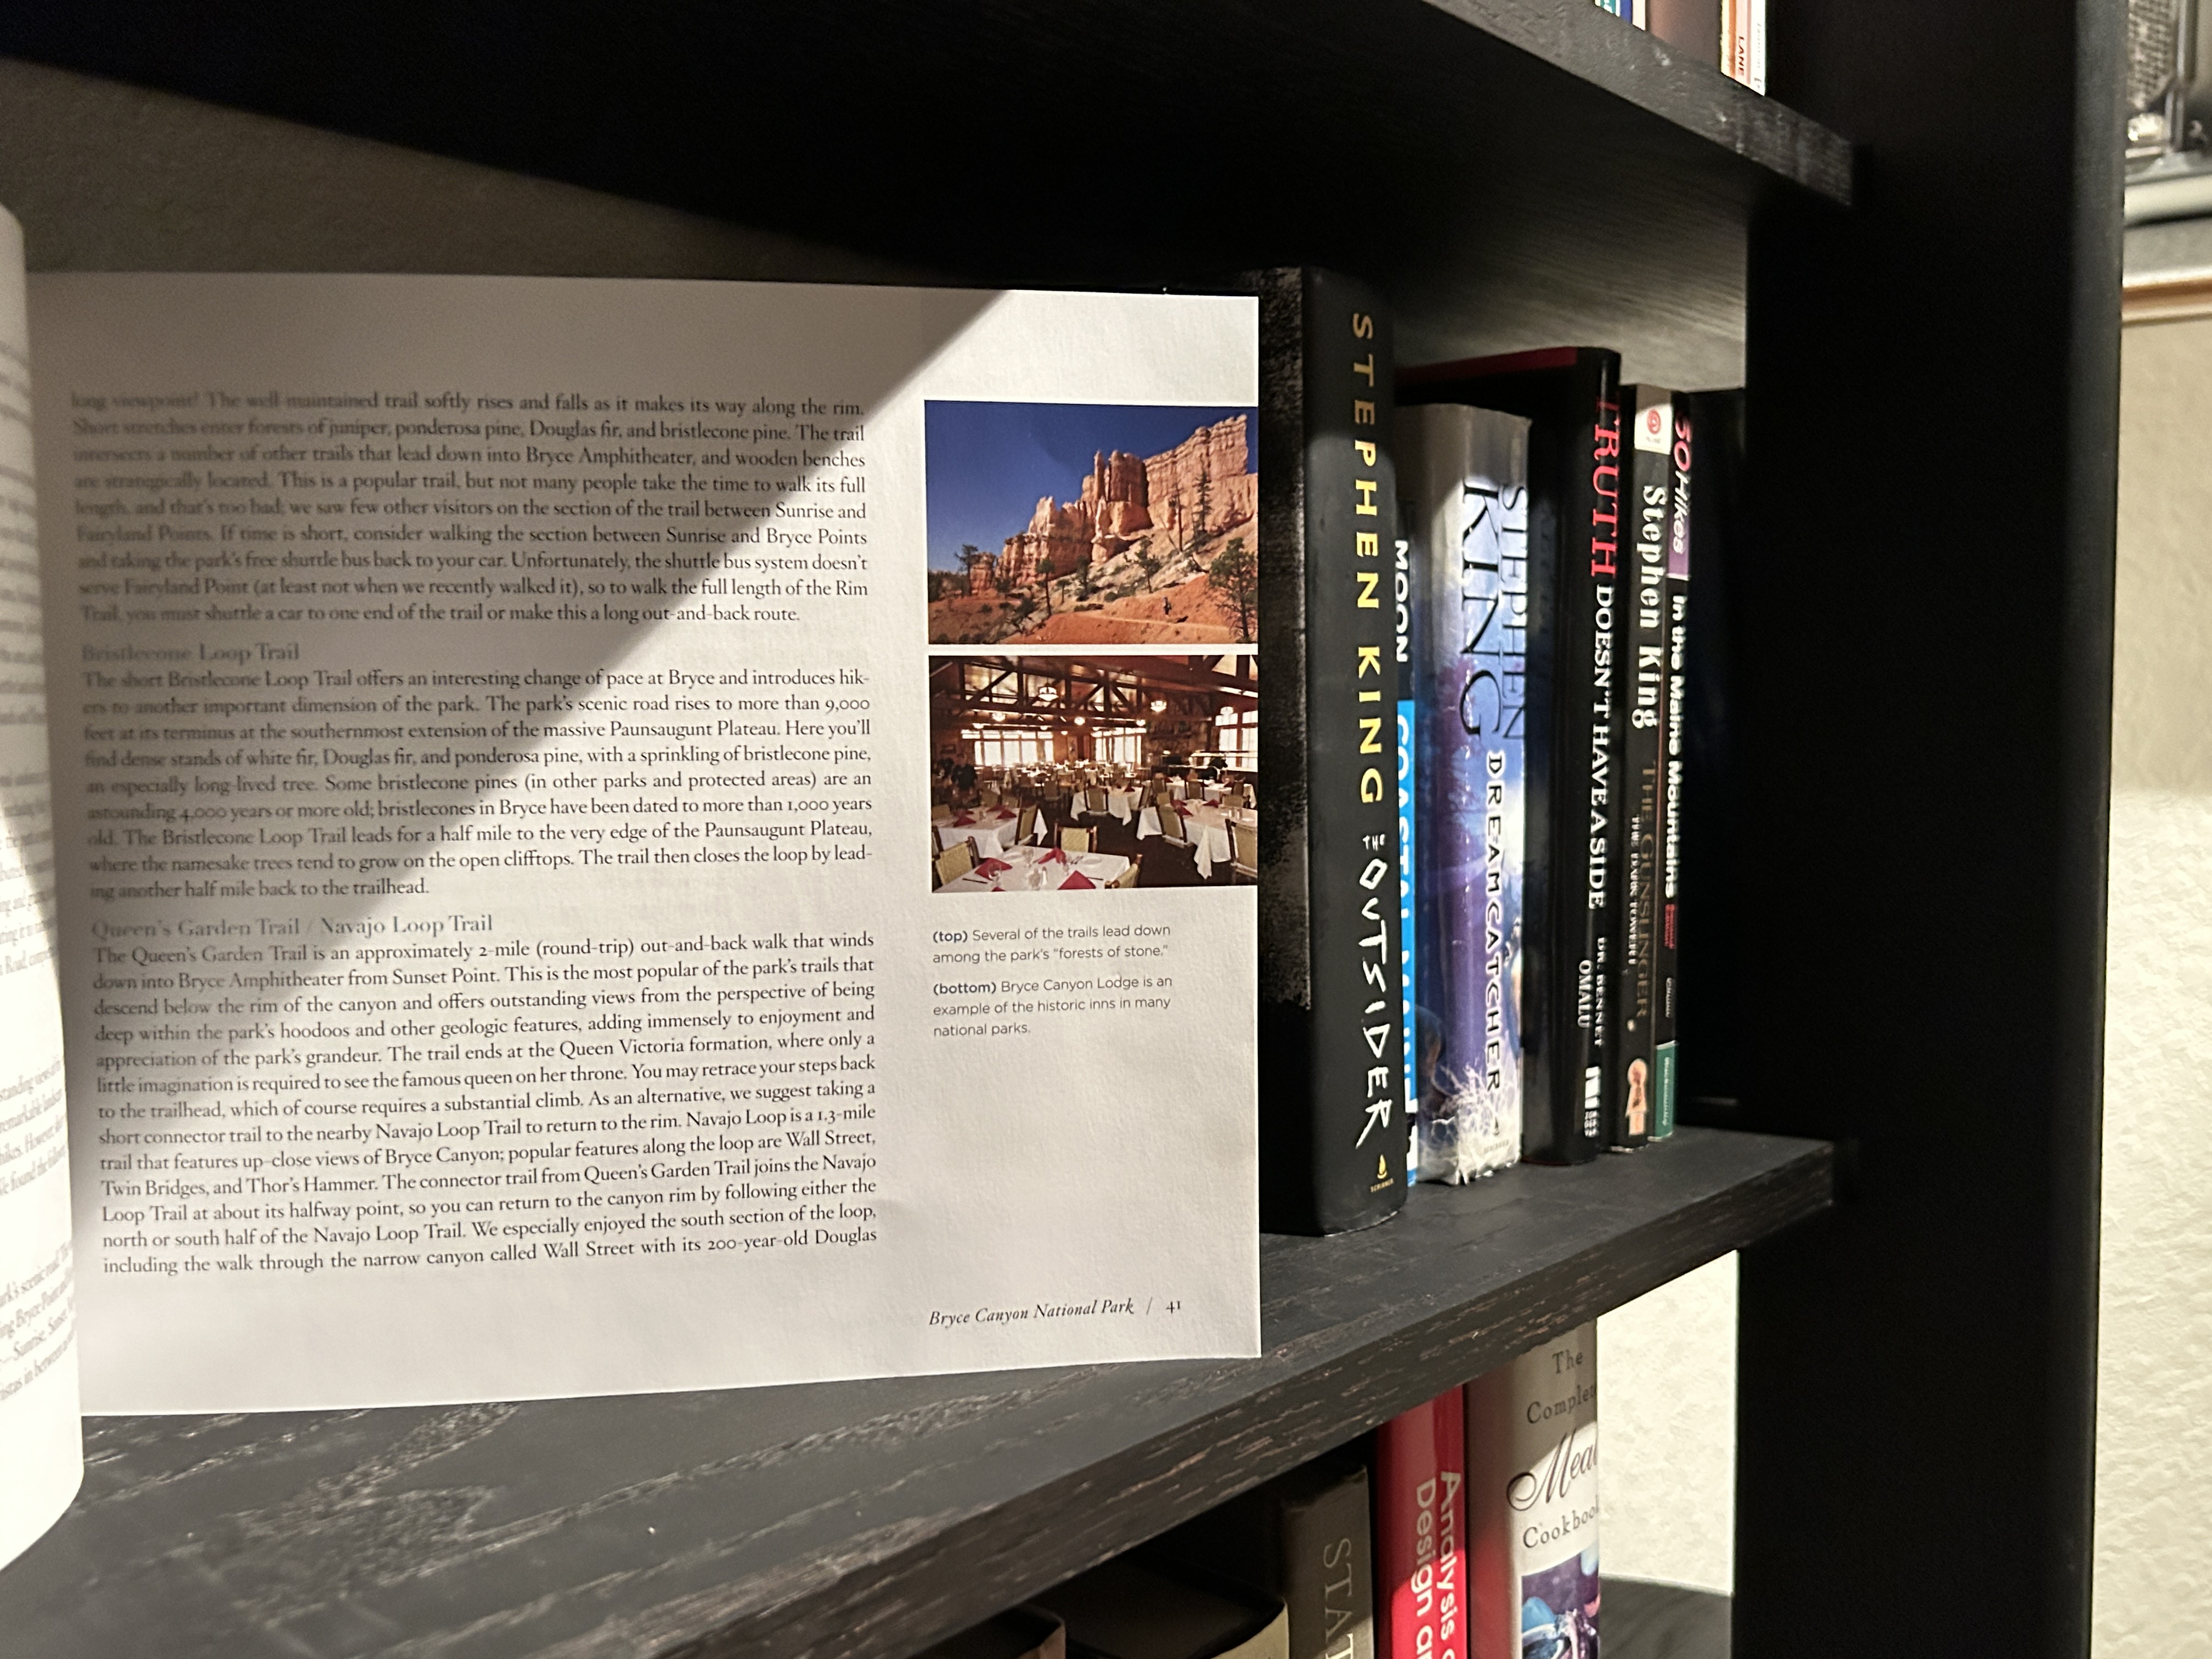 long viewpoint! The well-maintained trail softly rises and falls as it makes its way along the rim.
Short stretches enter forests of juniper, ponderosa pine, Douglas fir, and bristlecone pine. The trail
intersects a number of other trails that lead down into Bryce Amphitheater, and wooden benches
are strategically located. This is a popular trail, but not many people take the time to walk its full
length, and that's too bad; we saw few other visitors on the section of the trail between Sunrise and
Fairyland Points. If time is short, consider walking the section between Sunrise and Bryce Points
and taking the park's free shuttle bus back to your car. Unfortunately, the shuttle bus system doesn't
serve Fairyland Point (at least not when we recently walked it), so to walk the full length of the Rim
Trail, you must shuttle a car to one end of the trail or make this a long out-and-back route.
Bristlecone Loop Trail
The short Bristlecone Loop Trail offers an interesting change of pace at Bryce and introduces hik-
ers to another important dimension of the park. The park's scenic road rises to more than 9,000
feet at its terminus at the southernmost extension of the massive Paunsaugunt Plateau. Here you'll
find dense stands of white fir, Douglas fir, and ponderosa pine, with a sprinkling of bristlecone pine,
an especially long-lived tree. Some bristlecone pines (in other parks and protected areas) are an
astounding 4,000 years or more old; bristlecones in Bryce have been dated to more than 1,000 years
old. The Bristlecone Loop Trail leads for a half mile to the very edge of the Paunsaugunt Plateau,
where the namesake trees tend to grow on the open clifftops. The trail then closes the loop by lead-
ing another half mile back to the trailhead.
Queen's Garden Trail / Navajo Loop Trail
The Queen's Garden Trail is an approximately 2-mile (round-trip) out-and-back walk that winds
down into Bryce Amphitheater from Sunset Point. This is the most popular of the park's trails that
descend below the rim of the canyon and offers outstanding views from the perspective of being
deep within the park's hoodoos and other geologic features, adding immensely to enjoyment and
appreciation of the park's grandeur. The trail ends at the Queen Victoria formation, where only a
little imagination is required to see the famous queen on her throne. You may retrace your steps back
to the trailhead, which of course requires a substantial climb. As an alternative, we suggest taking a
short connector trail to the nearby Navajo Loop Trail to return to the rim. Navajo Loop is a 1.3-mile
trail that features up-close views of Bryce Canyon; popular features along the loop are Wall Street,
Twin Bridges, and Thor's Hammer. The connector trail from Queen's Garden Trail joins the Navajo
Loop Trail at about its halfway point, so you can return to the canyon rim by following either the
north or south half of the Navajo Loop Trail. We especially enjoyed the south section of the loop,
including the walk through the narrow canyon called Wall Street with its 200-year-old Douglas
(top) Several of the trails lead down
among the park's "forests of stone."
(bottom) Bryce Canyon Lodge is an
example of the historic inns in many
national parks.
Bryce Canyon National Park / 41
STEPHEN KING THE OUTSIDER
SCRIBNER
MOON COASTAL MAINE
STEPHEN
KING
DREAMCATCHER
TRUTH DOESN'T HAVE A SIDE
DR. BENNET
OMALU
Stephen King
THE GUNSLINGER
THE DARK TOWER
50 Hikes In the Maine Mountains
LANE
STAT
Analysis
Design an
The
Complete
Meat
Cookbook